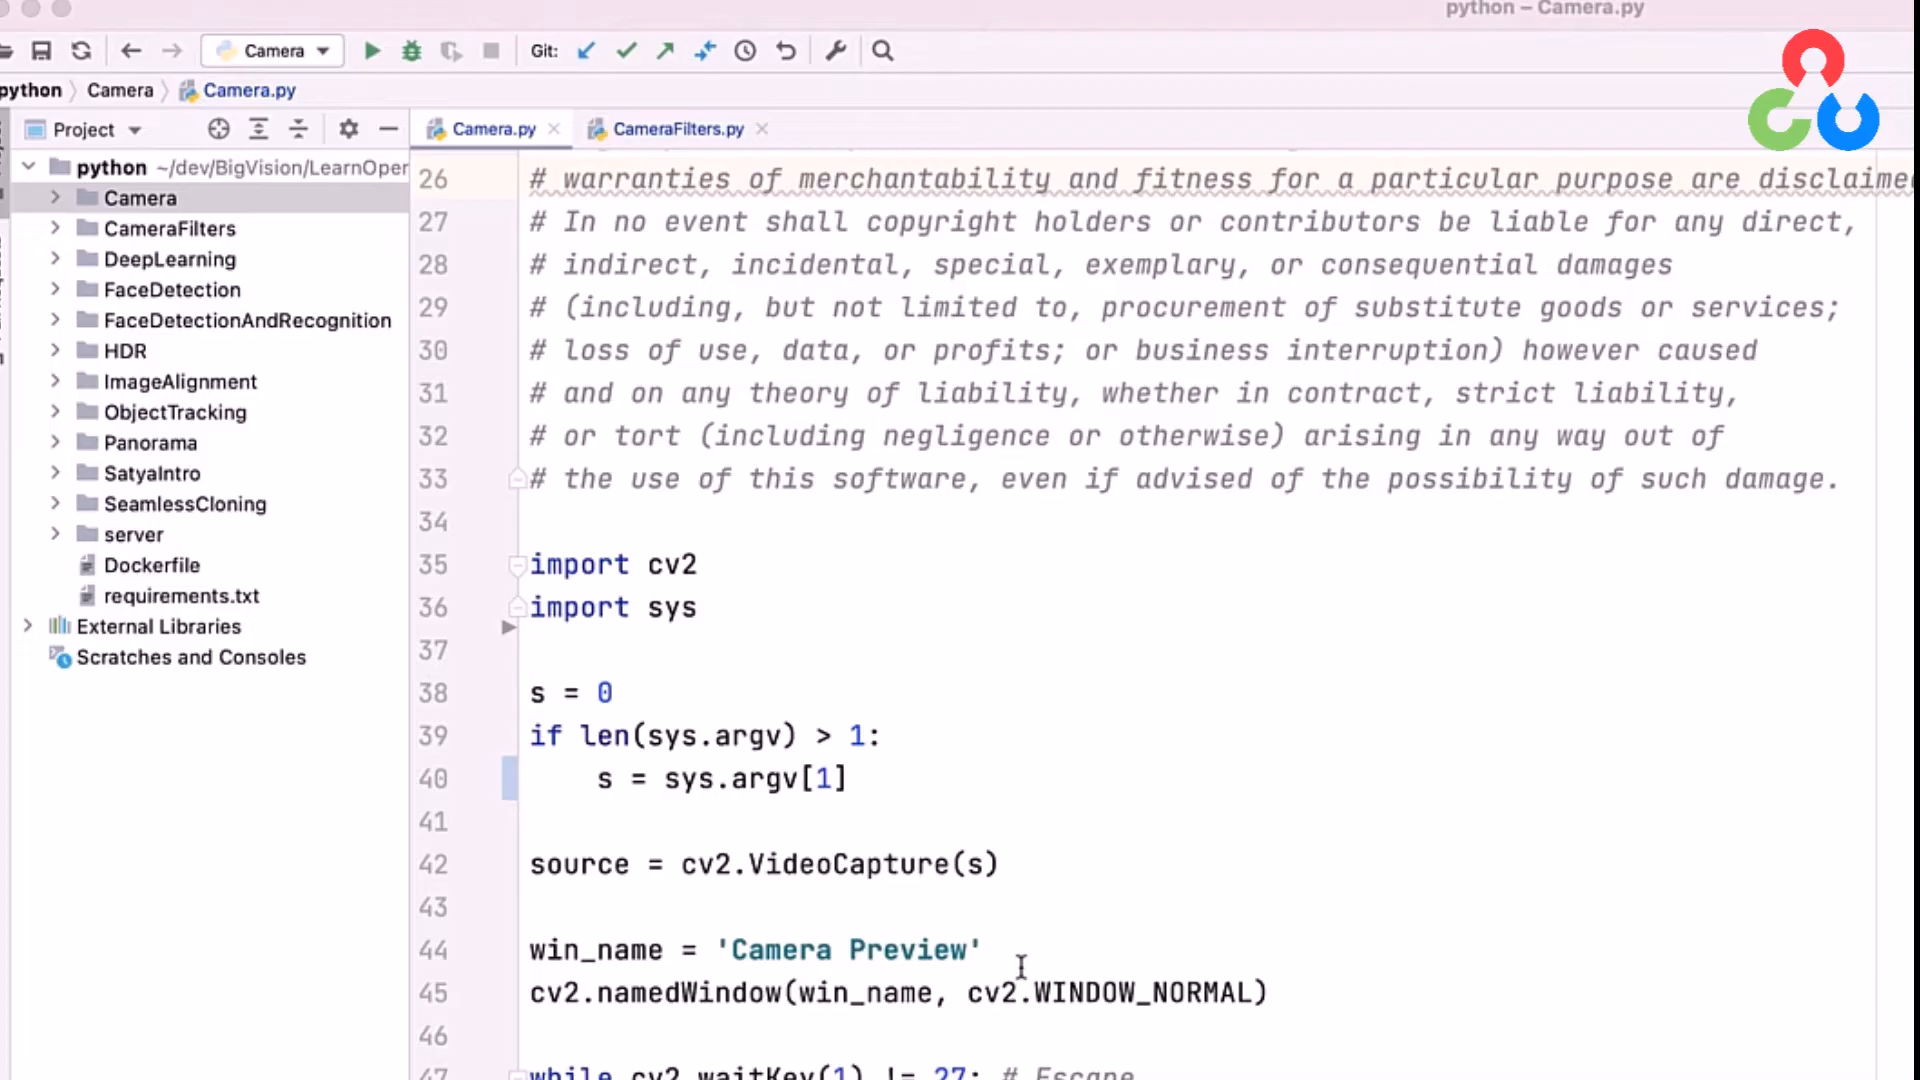 python – Camera.py
Camera
Git:
python
Camera
Camera.py
Project
Camera.py
CameraFilters.py
python ~/dev/BigVision/LearnOper
Camera
CameraFilters
DeepLearning
FaceDetection
FaceDetectionAndRecognition
HDR
ImageAlignment
ObjectTracking
Panorama
SatyaIntro
SeamlessCloning
server
Dockerfile
requirements.txt
External Libraries
Scratches and Consoles
26 # warranties of merchantability and fitness for a particular purpose are disclaimed
27 # In no event shall copyright holders or contributors be liable for any direct,
28 # indirect, incidental, special, exemplary, or consequential damages
29 # (including, but not limited to, procurement of substitute goods or services;
30 # loss of use, data, or profits; or business interruption) however caused
31 # and on any theory of liability, whether in contract, strict liability,
32 # or tort (including negligence or otherwise) arising in any way out of
33 # the use of this software, even if advised of the possibility of such damage.
34
35 import cv2
36 import sys
37
38 s = 0
39 if len(sys.argv) > 1:
40 s = sys.argv[1]
41
42 source = cv2.VideoCapture(s)
43
44 win_name = 'Camera Preview'
45 cv2.namedWindow(win_name, cv2.WINDOW_NORMAL)
46
47 while cv2.waitKey(1) != 27: # Escape